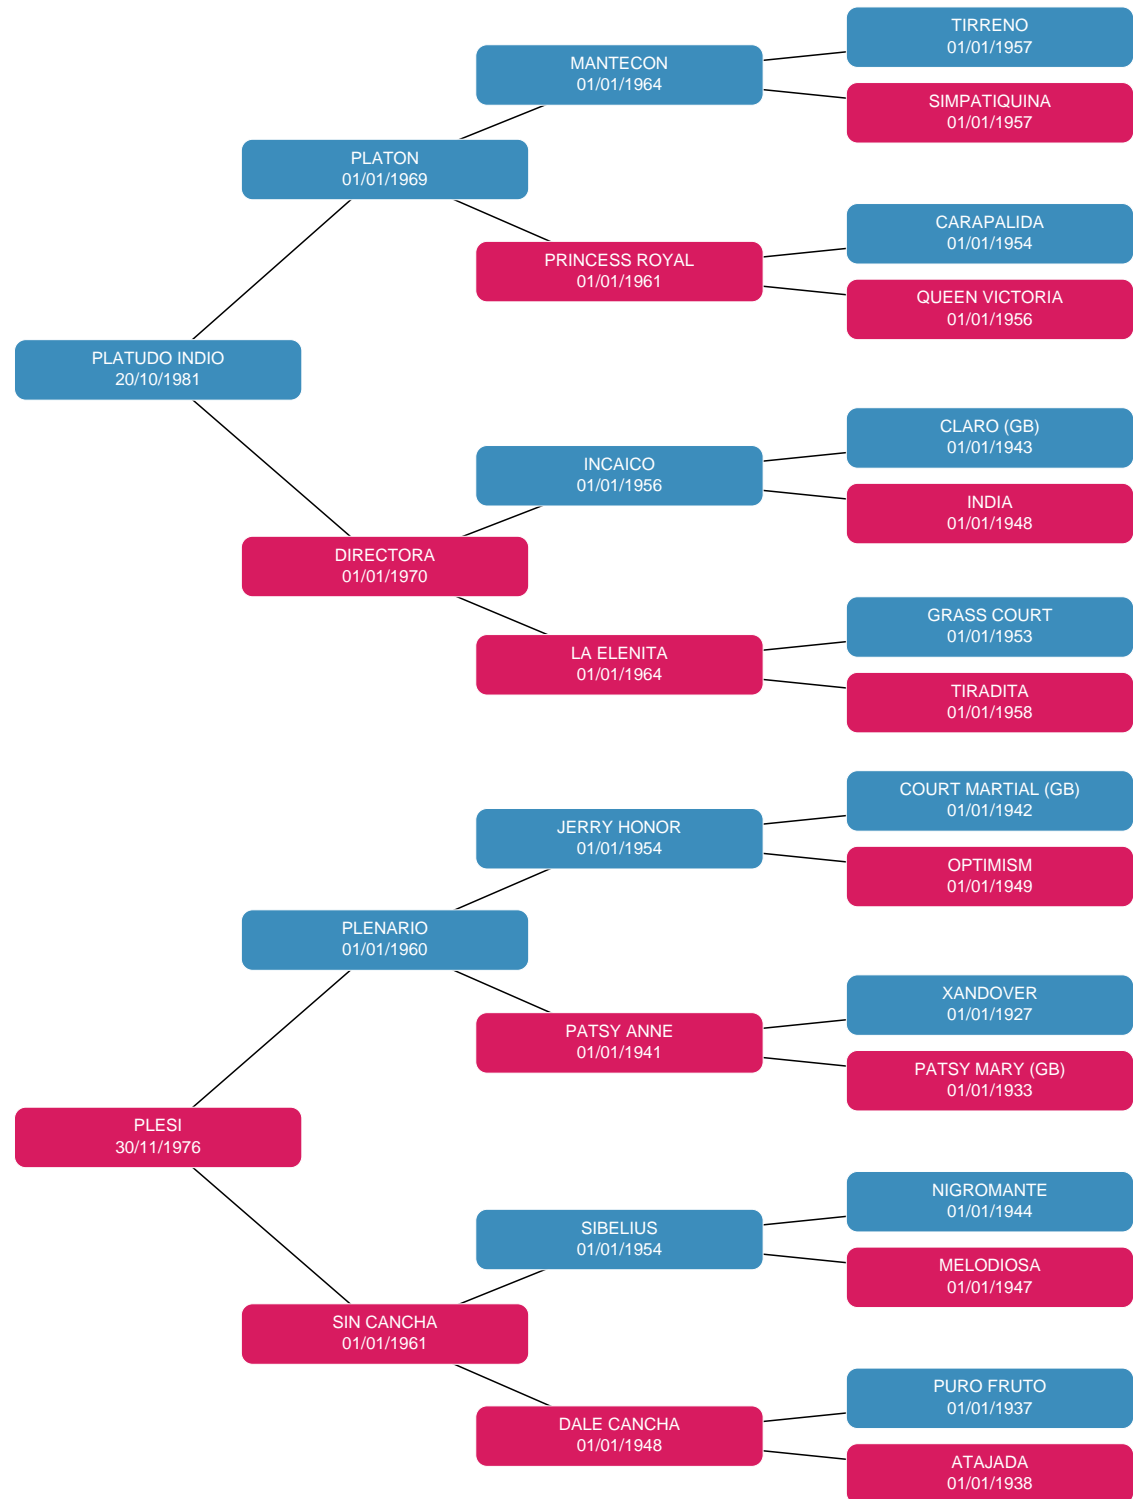 TIRRENO
01/01/1957
MANTECON
01/01/1964
SIMPATIQUINA
01/01/1957
PLATON
01/01/1969
CARAPALIDA
01/01/1954
PRINCESS ROYAL
01/01/1961
QUEEN VICTORIA
01/01/1956
PLATUDO INDIO
20/10/1981
CLARO (GB)
01/01/1943
INCAICO
01/01/1956
INDIA
01/01/1948
DIRECTORA
01/01/1970
GRASS COURT
01/01/1953
LA ELENITA
01/01/1964
TIRADITA
01/01/1958
COURT MARTIAL (GB)
01/01/1942
JERRY HONOR
01/01/1954
OPTIMISM
01/01/1949
PLENARIO
01/01/1960
XANDOVER
01/01/1927
PATSY ANNE
01/01/1941
PATSY MARY (GB)
01/01/1933
PLESI
30/11/1976
NIGROMANTE
01/01/1944
SIBELIUS
01/01/1954
MELODIOSA
01/01/1947
SIN CANCHA
01/01/1961
PURO FRUTO
01/01/1937
DALE CANCHA
01/01/1948
ATAJADA
01/01/1938